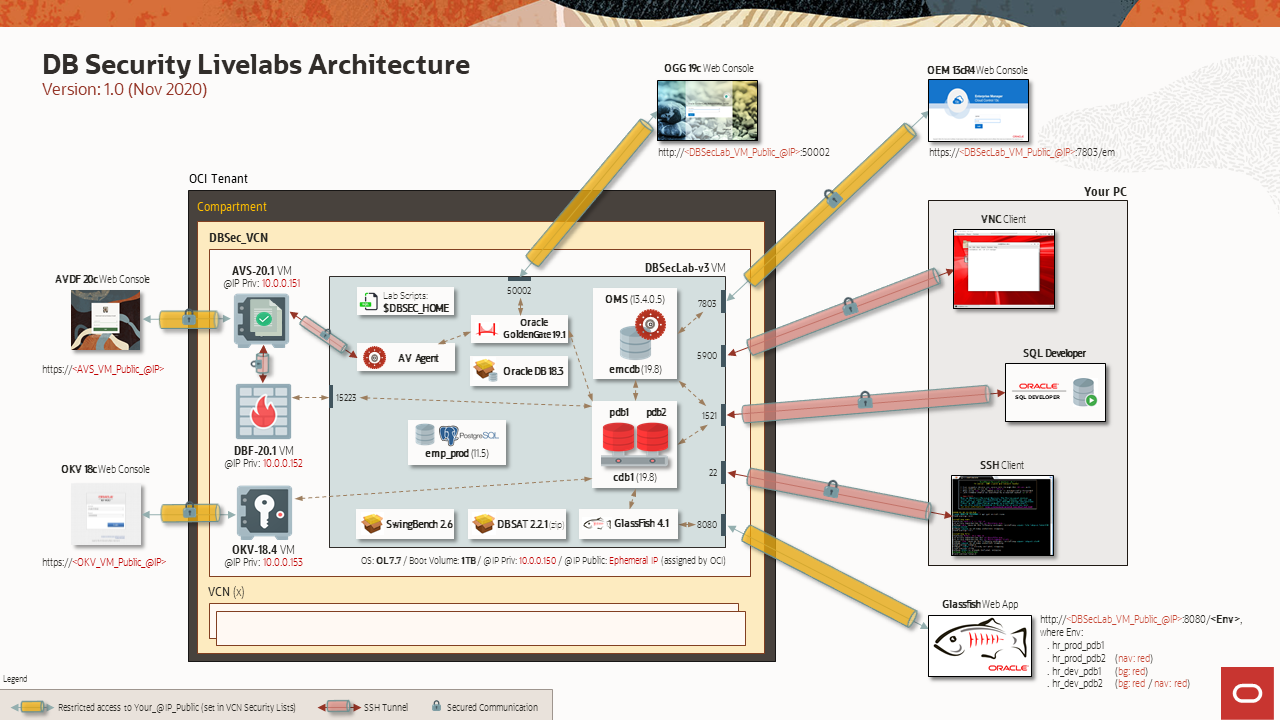 DB Security Livelabs Architecture
Version: 1.0 (Nov 2020)
OGG 19c Web Console
http://<DBSecLab_VM_Public_@IP>:50002
OEM 13cR4 Web Console
https://<DBSecLab_VM_Public_@IP>:7803/em
OCI Tenant
Compartment
DBSec_VCN
AVDF 20c Web Console
https://<AVS_VM_Public_@IP>
OKV 18c Web Console
https://<OKV_VM_Public_@IP>
AVS-20.1 VM
@IP Priv: 10.0.0.151
DBF-20.1 VM
@IP Priv: 10.0.0.152
OKV-18.4 VM
@IP Priv: 10.0.0.153
DBSecLab-v3 VM
50002
Lab Scripts:
$DBSEC_HOME
Oracle
GoldenGate 19.1
AV Agent
Oracle DB 18.3
OMS (13.4.0.5)
emcdb (19.8)
7803
5900
15223
1521
22
8080
PostgreSQL
emp_prod (11.5)
pdb1 pdb2
cdb1 (19.8)
SwingBench 2.6
DBSAT 2.2.1
GlassFish 4.1
OS: OL7.7 / Boot Volume: 1TB / @IP Priv: 10.0.0.150 / @IP Public: Ephemeral IP (assigned by OCI)
VCN (x)
Your PC
VNC Client
SQL Developer
ORACLE
SQL DEVELOPER
SSH Client
Glassfish Web App
ORACLE
http://<DBSecLab_VM_Public_@IP>:8080/<Env>,
where Env:
. hr_prod_pdb1
. hr_prod_pdb2 (nav: red)
. hr_dev_pdb1 (bg: red)
. hr_dev_pdb2 (bg: red / nav: red)
Legend
Restricted access to Your_@IP_Public (set in VCN Security Lists)
SSH Tunnel
Secured Communication